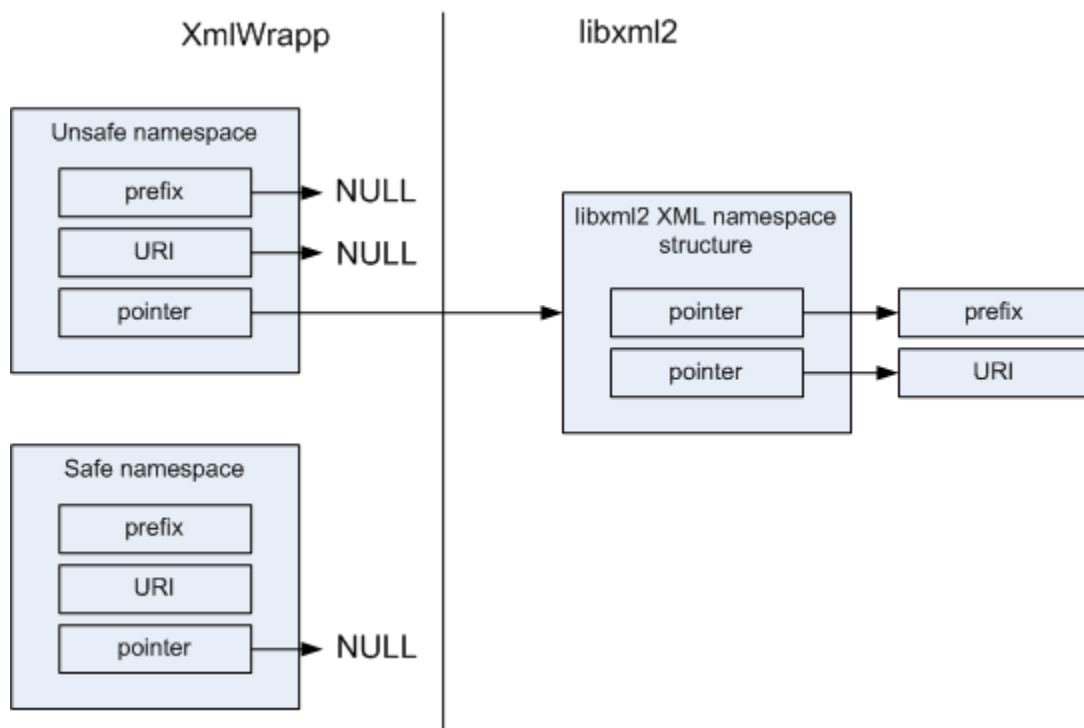 XmlWrapp
libxml2
Unsafe namespace
prefix
NULL
URI
NULL
pointer
libxml2 XML namespace
structure
pointer
prefix
pointer
URI
Safe namespace
prefix
URI
pointer
NULL